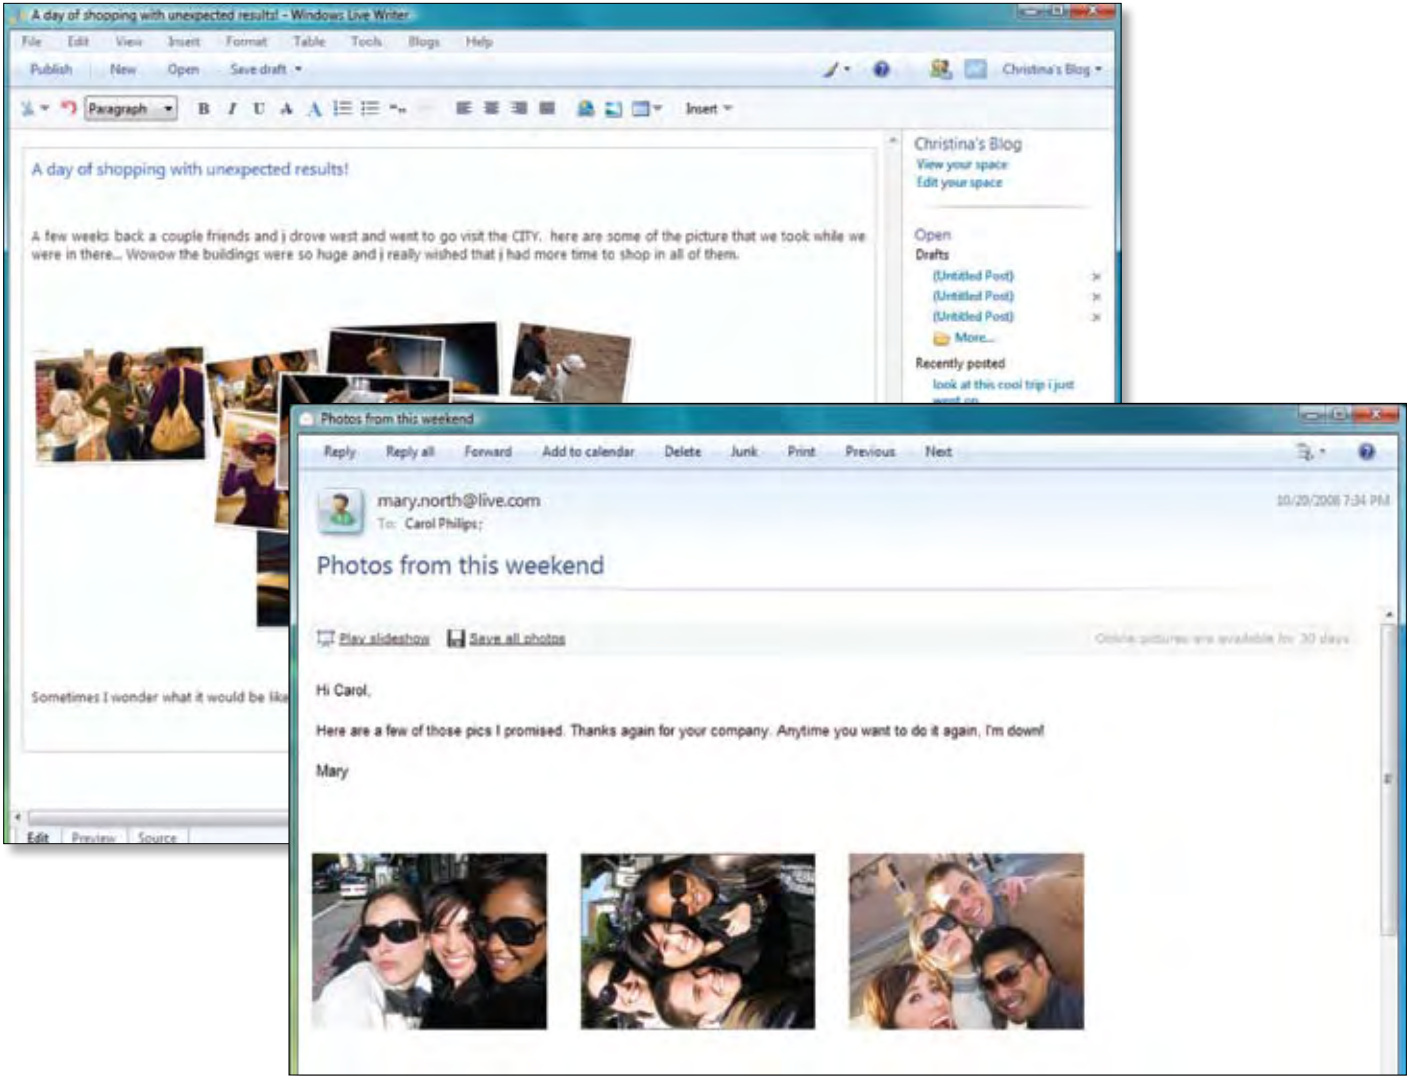 A day of shopping with unexpected results! - Windows Live Writer
File Edit View Insert Format Table Tools Blogs Help
Publish New Open Save draft Christina's Blog
Paragraph B I U A A Insert
A day of shopping with unexpected results!
A few weeks back a couple friends and j drove west and went to go visit the CITY. here are some of the picture that we took while we
were in there... Wowow the buildings were so huge and j really wished that j had more time to shop in all of them.
Sometimes I wonder what it would be like
Edit Preview Source
Christina's Blog
View your space
Edit your space
Open
Drafts
(Untitled Post)
(Untitled Post)
(Untitled Post)
More...
Recently posted
look at this cool trip i just
went on
Photos from this weekend
Reply Reply all Forward Add to calendar Delete Junk Print Previous Next
mary.north@live.com
10/20/2008 7:34 PM
To: Carol Philips;
Photos from this weekend
Play slideshow Save all photos
Online pictures are available for 30 days
Hi Carol,
Here are a few of those pics I promised. Thanks again for your company. Anytime you want to do it again, I'm down!
Mary